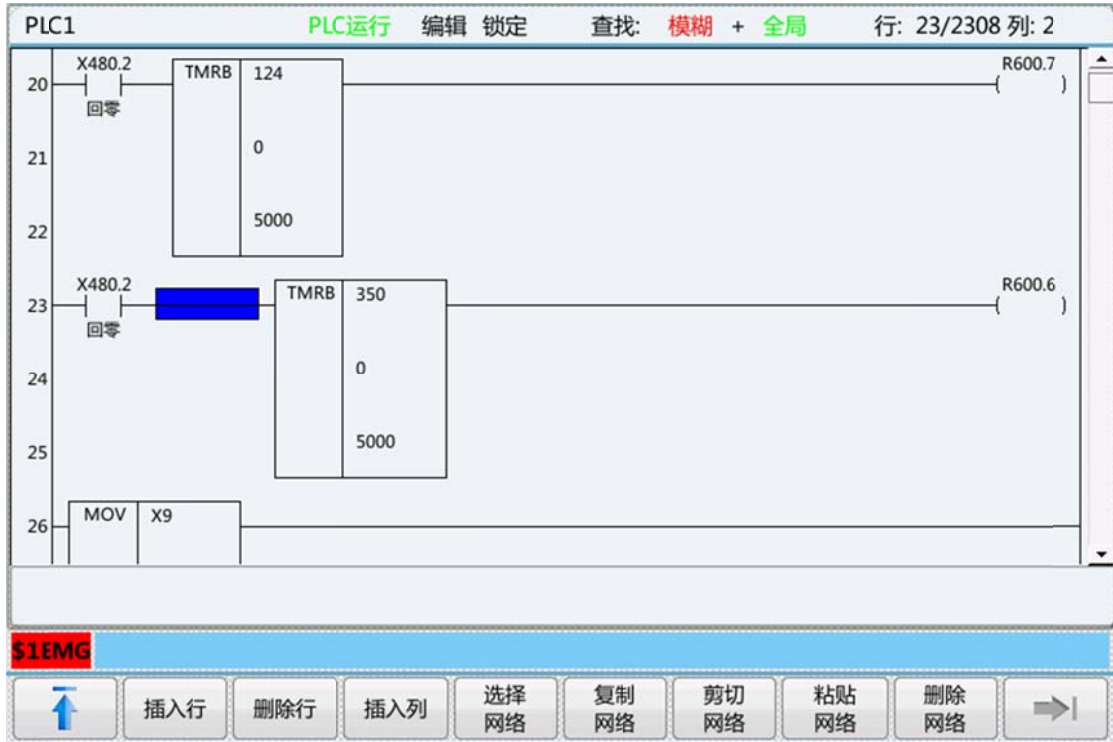 PLC1 PLC运行 编辑 锁定 查找: 模糊 + 全局 行: 23/2308 列: 2
X480.2 TMRB 124 R600.7
20 ( )
回零
21 0
22 5000
X480.2 TMRB 350 R600.6
23 ( )
回零
24 0
25 5000
MOV X9
26
$1EMG
插入行 删除行 插入列 选择网络 复制网络 剪切网络 粘贴网络 删除网络